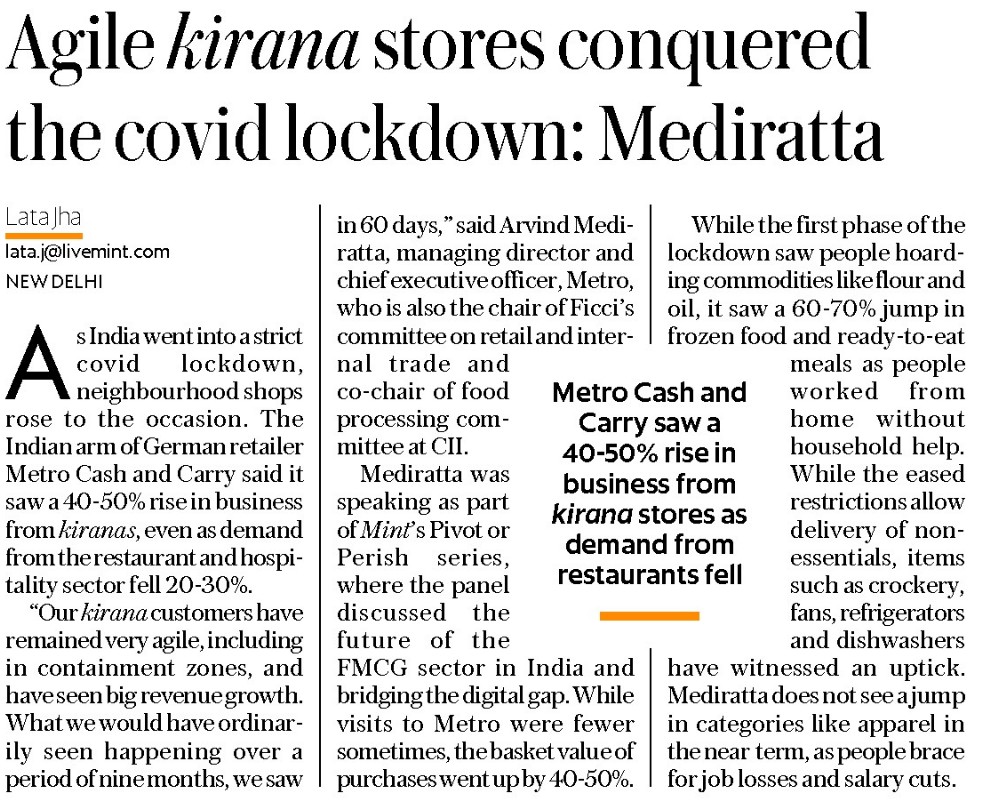 Agile kirana stores conquered
the covid lockdown: Mediratta
Lata Jha
lata.j@livemint.com
NEW DELHI
As India went into a strict
covid lockdown,
neighbourhood shops
rose to the occasion. The
Indian arm of German retailer
Metro Cash and Carry said it
saw a 40-50% rise in business
from kiranas, even as demand
from the restaurant and hospi-
tality sector fell 20-30%.
“Our kirana customers have
remained very agile, including
in containment zones, and
have seen big revenue growth.
What we would have ordinar-
ily seen happening over a
period of nine months, we saw
in 60 days,” said Arvind Medi-
ratta, managing director and
chief executive officer, Metro,
who is also the chair of Ficci’s
committee on retail and inter-
nal trade and
co-chair of food
processing com-
mittee at CII.
Mediratta was
speaking as part
of Mint’s Pivot or
Perish series,
where the panel
discussed the
future of the
FMCG sector in India and
bridging the digital gap. While
visits to Metro were fewer
sometimes, the basket value of
purchases went up by 40-50%.
Metro Cash and
Carry saw a
40-50% rise in
business from
kirana stores as
demand from
restaurants fell
While the first phase of the
lockdown saw people hoard-
ing commodities like flour and
oil, it saw a 60-70% jump in
frozen food and ready-to-eat
meals as people
worked from
home without
household help.
While the eased
restrictions allow
delivery of non-
essentials, items
such as crockery,
fans, refrigerators
and dishwashers
have witnessed an uptick.
Mediratta does not see a jump
in categories like apparel in
the near term, as people brace
for job losses and salary cuts.